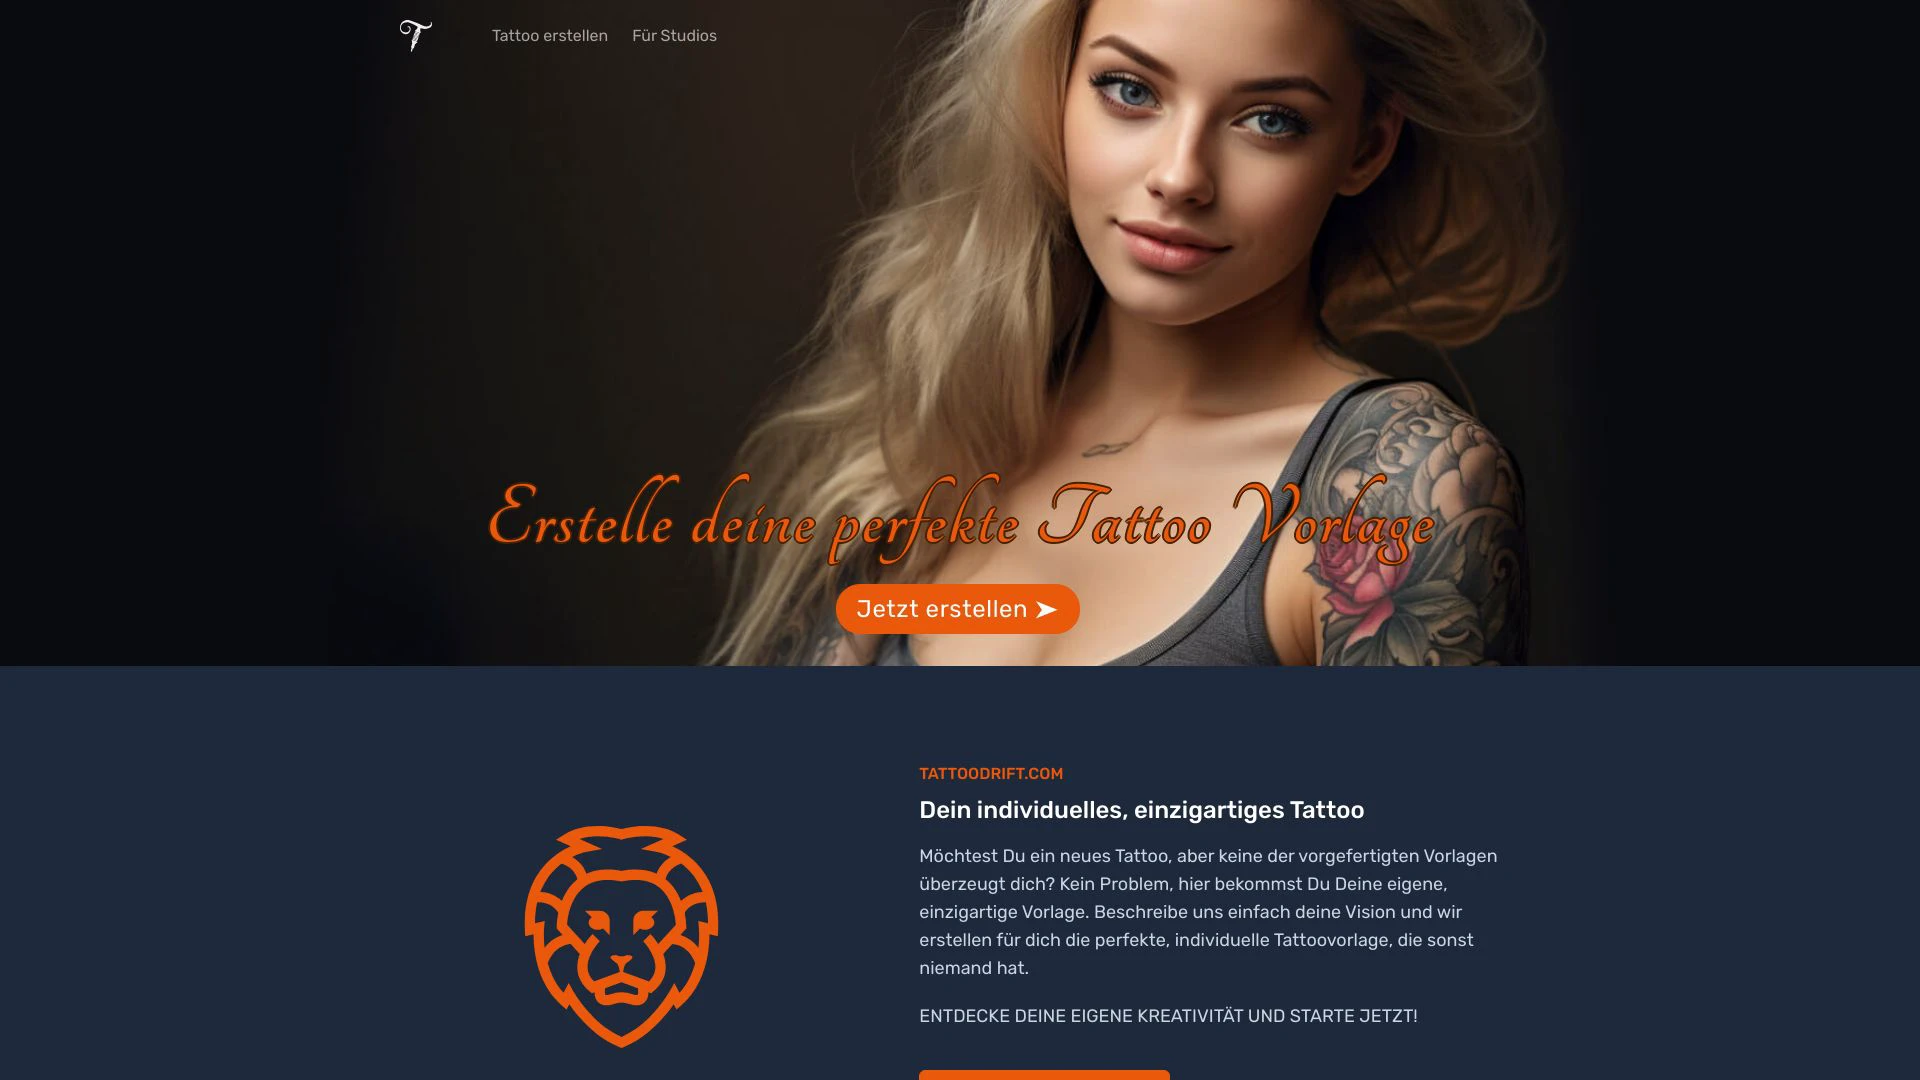 Tattoo erstellen
Für Studios
Erstelle deine perfekte Tattoo Vorlage
Jetzt erstellen
TATTOODRIFT.COM
Dein individuelles, einzigartiges Tattoo
Möchtest Du ein neues Tattoo, aber keine der vorgefertigten Vorlagen
überzeugt dich? Kein Problem, hier bekommst Du Deine eigene,
einzigartige Vorlage. Beschreibe uns einfach deine Vision und wir
erstellen für dich die perfekte, individuelle Tattoovorlage, die sonst
niemand hat.
ENTDECKE DEINE EIGENE KREATIVITÄT UND STARTE JETZT!